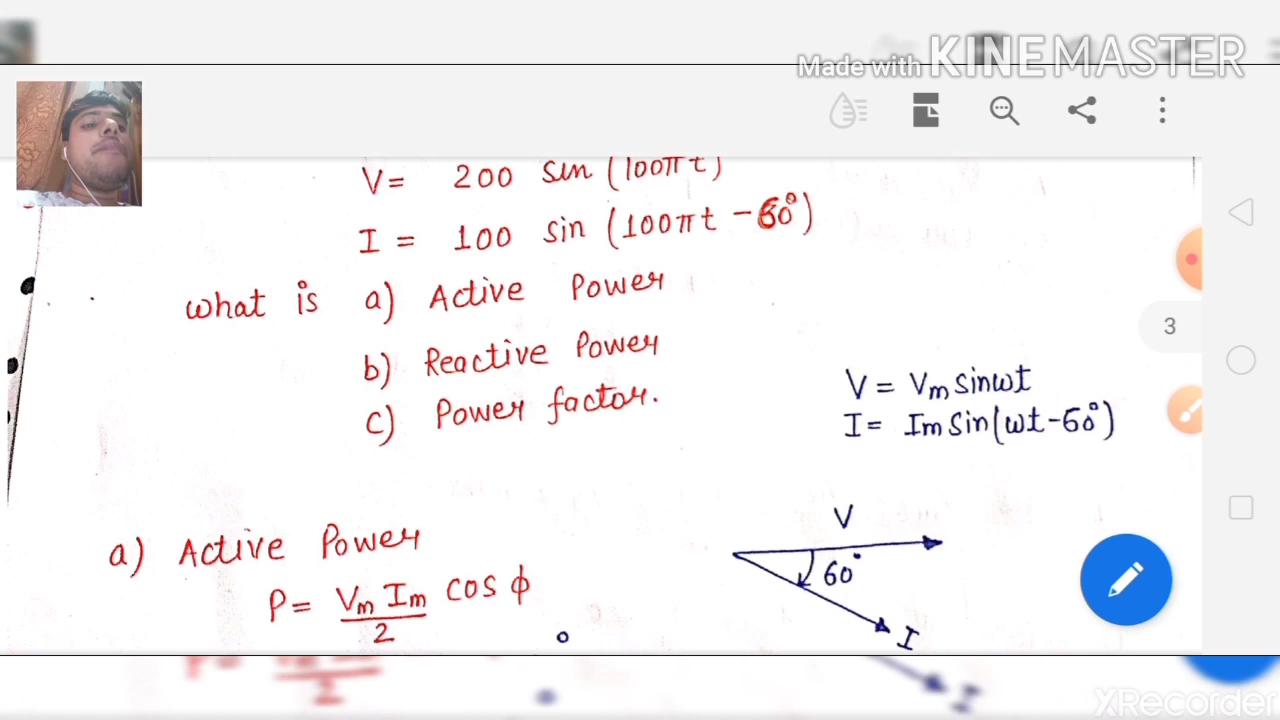 Made with KINEMASTER
V = 200 sin (100πt)
I = 100 sin (100πt - 60°)
what is a) Active Power
b) Reactive Power
c) Power factor.
3
V = Vm sinωt
I = Im sin(ωt-60°)
a) Active Power
P = Vm Im cos φ
2
V
60°
I
XRecorder